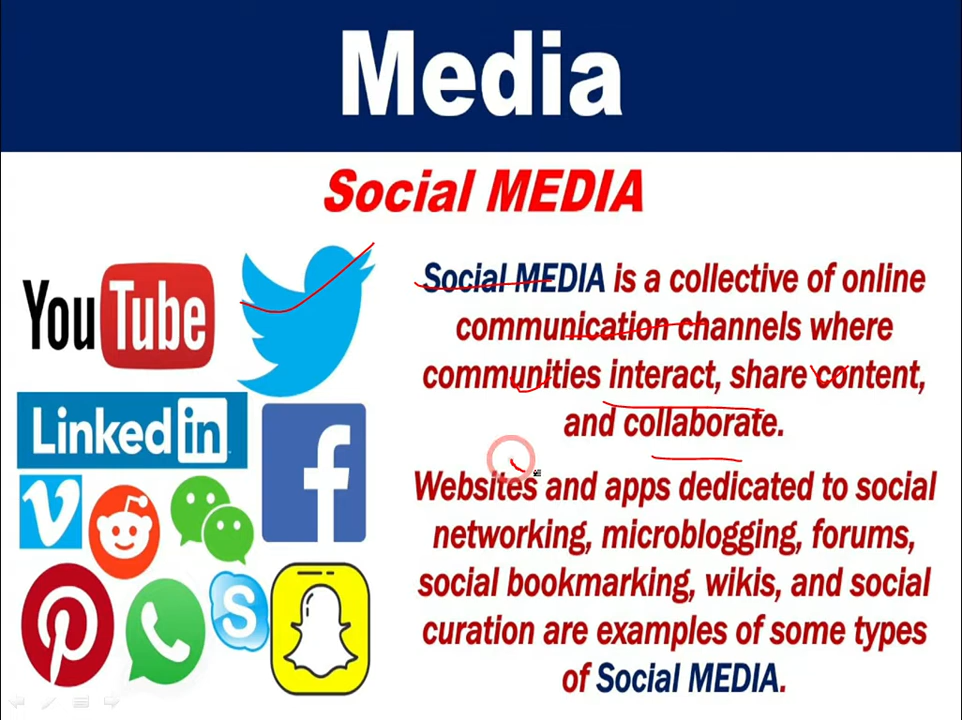 Media
Social MEDIA
YouTube
Linked in
Social MEDIA is a collective of online
communication channels where
communities interact, share content,
and collaborate.
Websites and apps dedicated to social
networking, microblogging, forums,
social bookmarking, wikis, and social
curation are examples of some types
of Social MEDIA.